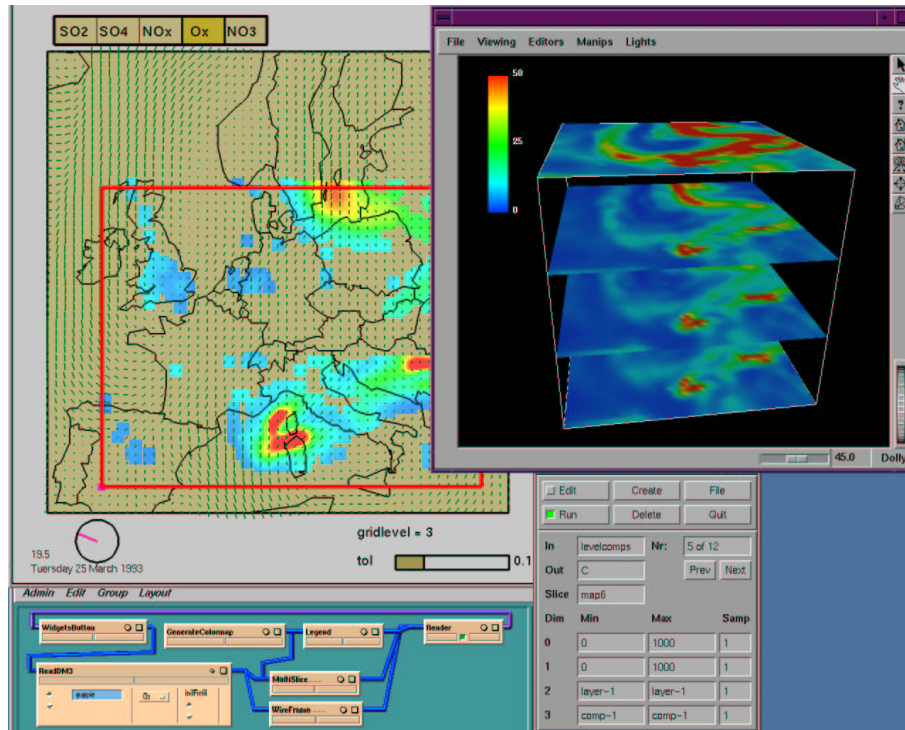 SO2 SO4 NOx Ox NO3
File Viewing Editors Manips Lights
50
25
0
?
45.0 Dolly
gridlevel = 3
tol 0.1
19.5
Tuesday 25 March 1993
Admin Edit Group Layout
WidgetsButton
GenerateColormap
Legend
Reader
ReadDM3
Ox
initField
MultiSlice......
WireFrame......
Edit Create File
Run Delete Quit
In levelcomps Nr: 5 of 12
Out C Prev Next
Slice map6
Dim Min Max Samp
0 0 1000 1
1 0 1000 1
2 layer-1 layer-1 1
3 comp-1 comp-1 1